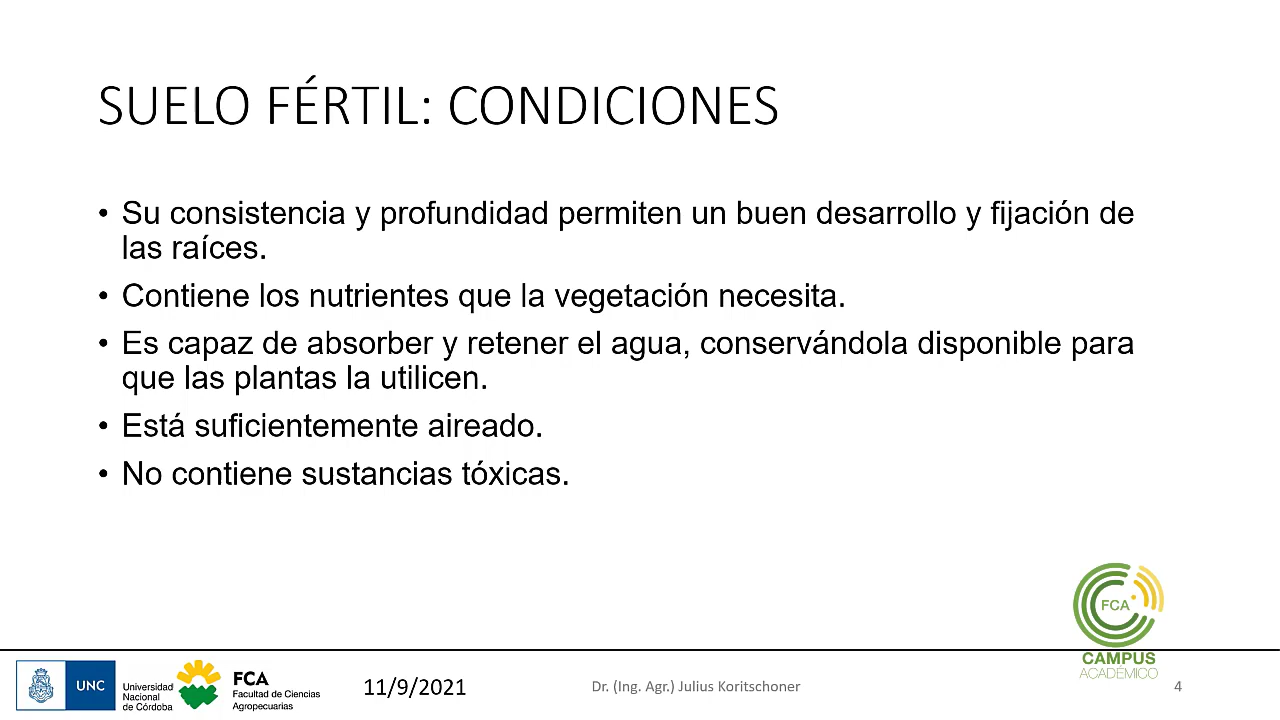 SUELO FÉRTIL: CONDICIONES
• Su consistencia y profundidad permiten un buen desarrollo y fijación de
las raíces.
• Contiene los nutrientes que la vegetación necesita.
• Es capaz de absorber y retener el agua, conservándola disponible para
que las plantas la utilicen.
• Está suficientemente aireado.
• No contiene sustancias tóxicas.
FCA
CAMPUS
ACADÉMICO
UNC
Universidad
Nacional
de Córdoba
FCA
Facultad de Ciencias
Agropecuarias
11/9/2021
Dr. (Ing. Agr.) Julius Koritschoner
4